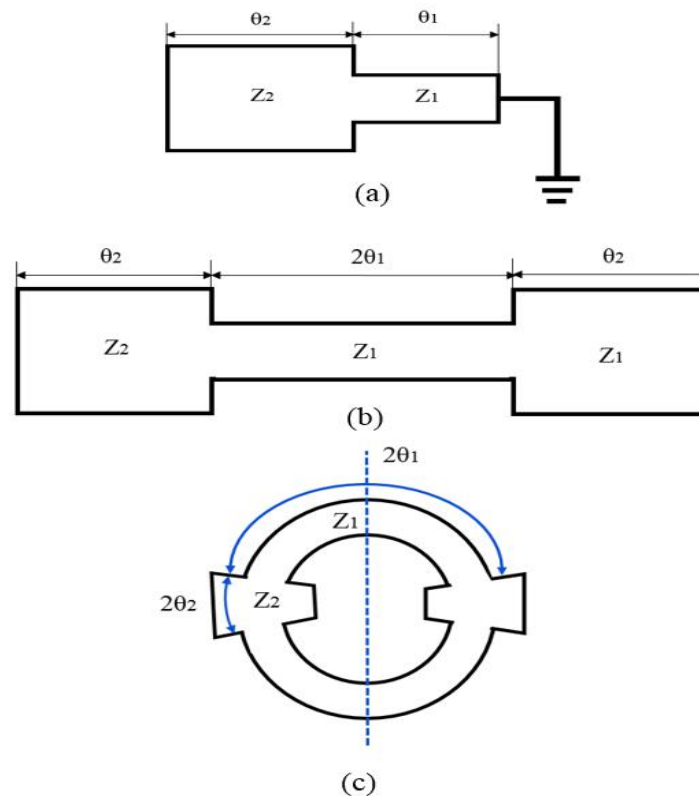 θ₂ θ₁
Z₂ Z₁
(a)
θ₂ 2θ₁ θ₂
Z₂ Z₁ Z₁
(b)
2θ₁
Z₁
2θ₂ Z₂
(c)